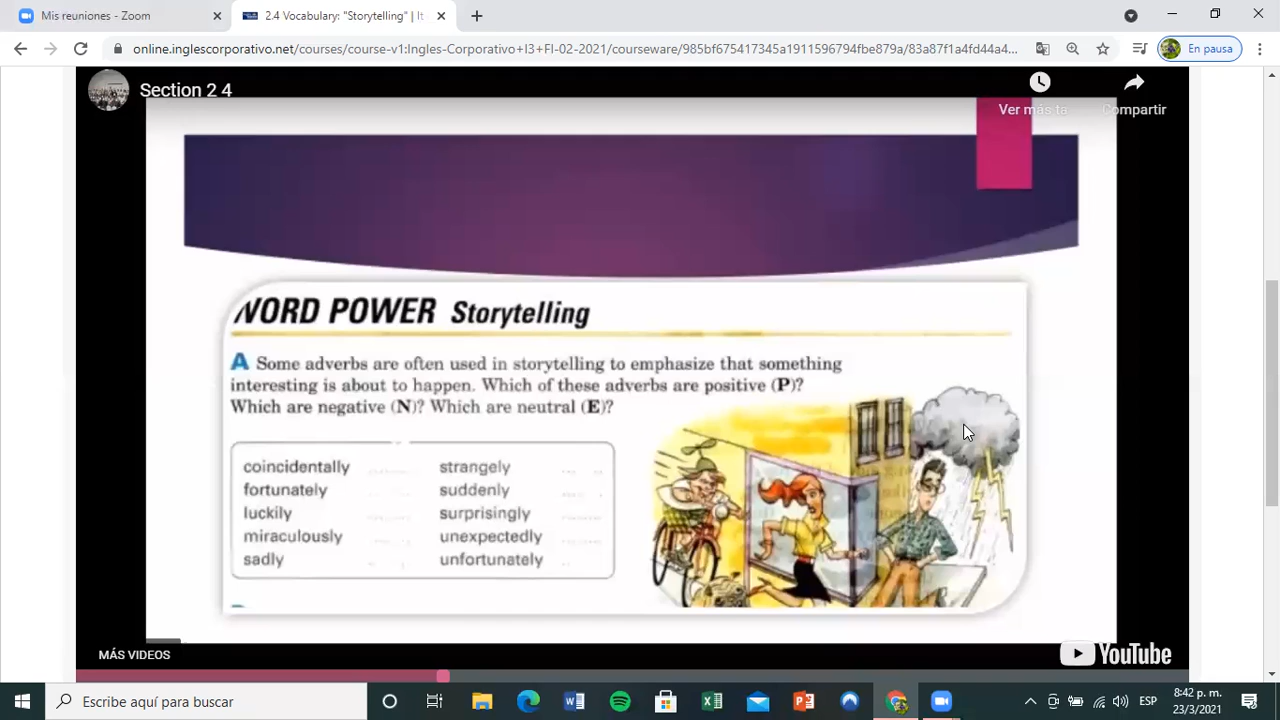 Mis reuniones - Zoom
2.4 Vocabulary: "Storytelling" | It
online.inglescorporativo.net/courses/course-v1:Ingles-Corporativo+I3+FI-02-2021/courseware/985bf675417345a1911596794fbe879a/83a87f1a4fd44a4...
En pausa
Section 2 4
Ver más ta
Compartir
WORD POWER Storytelling
A Some adverbs are often used in storytelling to emphasize that something
interesting is about to happen. Which of these adverbs are positive (P)?
Which are negative (N)? Which are neutral (E)?
coincidentally strangely
fortunately suddenly
luckily surprisingly
miraculously unexpectedly
sadly unfortunately
MÁS VIDEOS
YouTube
Escribe aquí para buscar
ESP
8:42 p. m.
23/3/2021